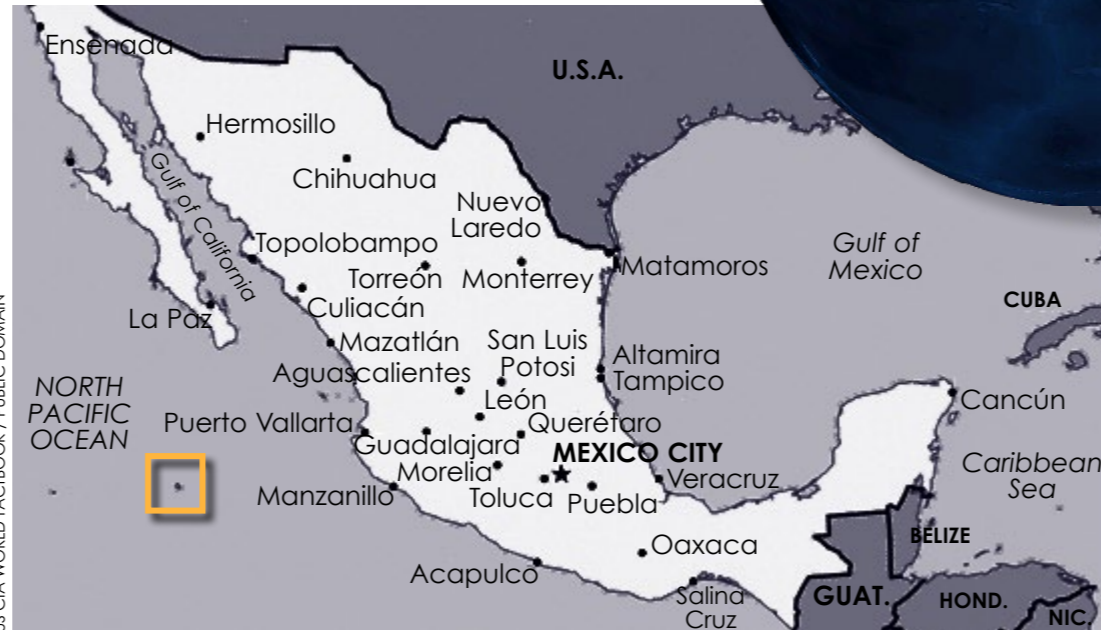 Ensenada
U.S.A.
Hermosillo
Chihuahua
Gulf of California
Nuevo
Laredo
Topolobampo
Torreón
Monterrey
Matamoros
Gulf of
Mexico
CUBA
La Paz
Culiacán
Mazatlán
San Luis
Potosi
Altamira
Tampico
Aguascalientes
León
NORTH
PACIFIC
OCEAN
Puerto Vallarta
Guadalajara
Querétaro
Cancún
MEXICO CITY
Morelia
Toluca
Puebla
Veracruz
Caribbean
Sea
Manzanillo
BELIZE
Oaxaca
Acapulco
Salina
Cruz
GUAT.
HOND.
NIC.
US CIA WORLD FACTBOOK / PUBLIC DOMAIN